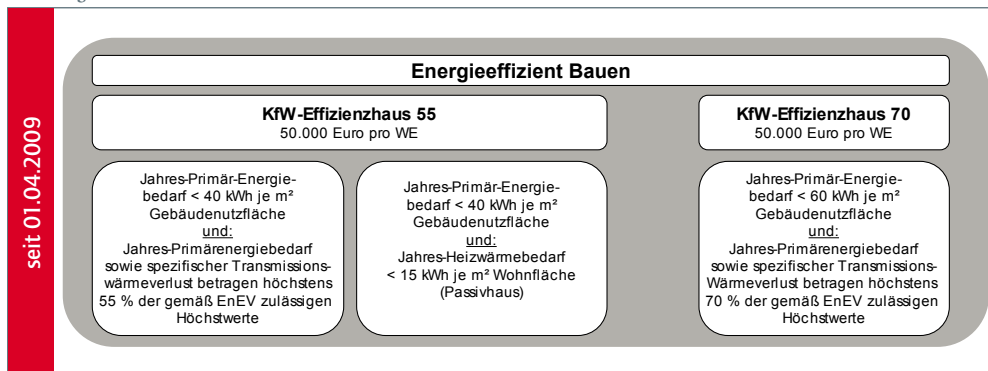 seit 01.04.2009
Energieeffizient Bauen
KfW-Effizienzhaus 55
50.000 Euro pro WE
Jahres-Primär-Energie-
bedarf < 40 kWh je m²
Gebäudenutzfläche
und:
Jahres-Primärenergiebedarf
sowie spezifischer Transmissions-
wärmeverlust betragen höchstens
55 % der gemäß EnEV zulässigen
Höchstwerte
Jahres-Primär-Energie-
bedarf < 40 kWh je m²
Gebäudenutzfläche
und:
Jahres-Heizwärmebedarf
< 15 kWh je m² Wohnfläche
(Passivhaus)
KfW-Effizienzhaus 70
50.000 Euro pro WE
Jahres-Primär-Energie-
bedarf < 60 kWh je m²
Gebäudenutzfläche
und:
Jahres-Primärenergiebedarf
sowie spezifischer Transmissions-
Wärmeverlust betragen höchstens
70 % der gemäß EnEV zulässigen
Höchstwerte